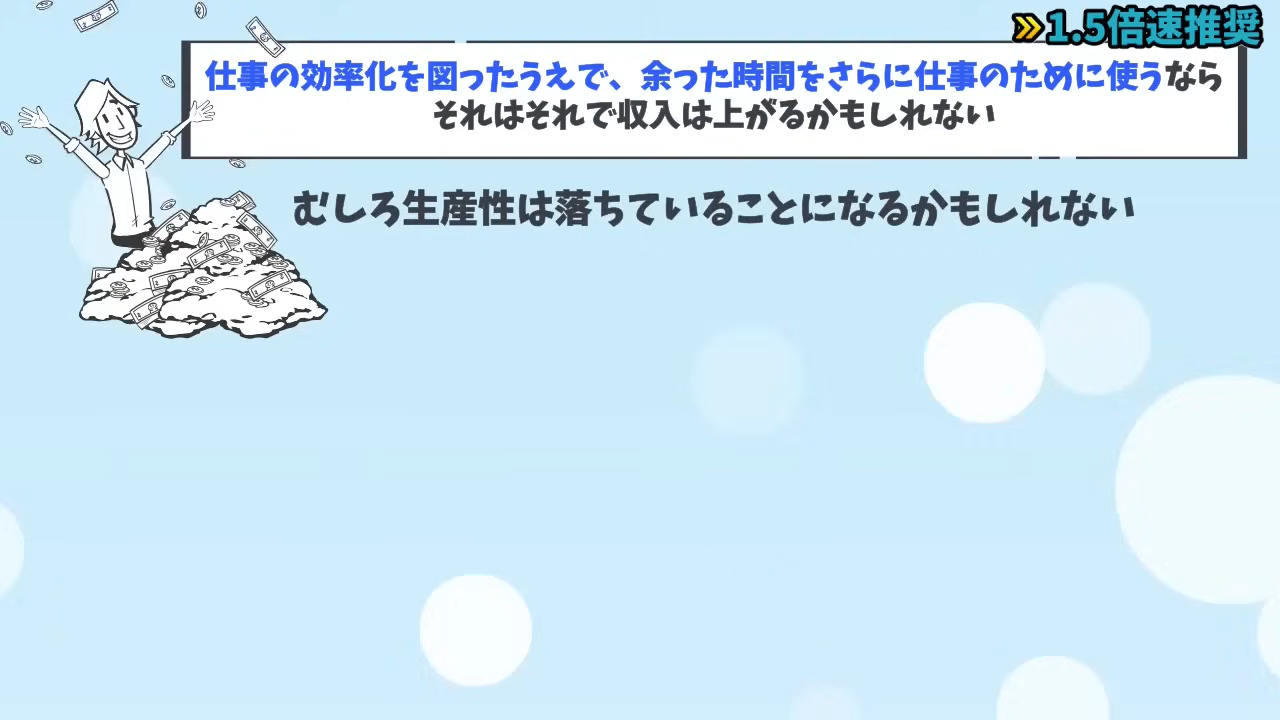 1.5倍速推奨
仕事の効率化を図ったうえで、余った時間をさらに仕事のために使うなら
それはそれで収入は上がるかもしれない
むしろ生産性は落ちていることになるかもしれない